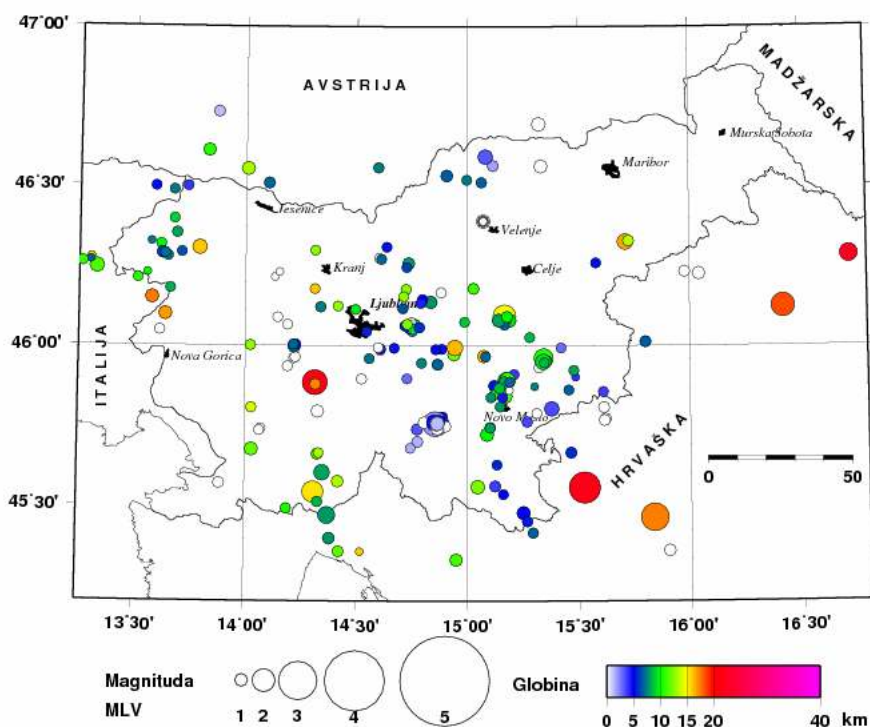 47°00'
46°30'
46°00'
45°30'
AVSTRIJA
MADŽARSKA
Murska Sobota
Maribor
Jesenice
Velenje
Kranj
Celje
Ljubljana
Nova Gorica
ITALIJA
Novo Mesto
HRVAŠKA
0 50
13°30' 14°00' 14°30' 15°00' 15°30' 16°00' 16°30'
Magnituda
MLV
1 2 3 4 5
Globina
0 5 10 15 20 40 km